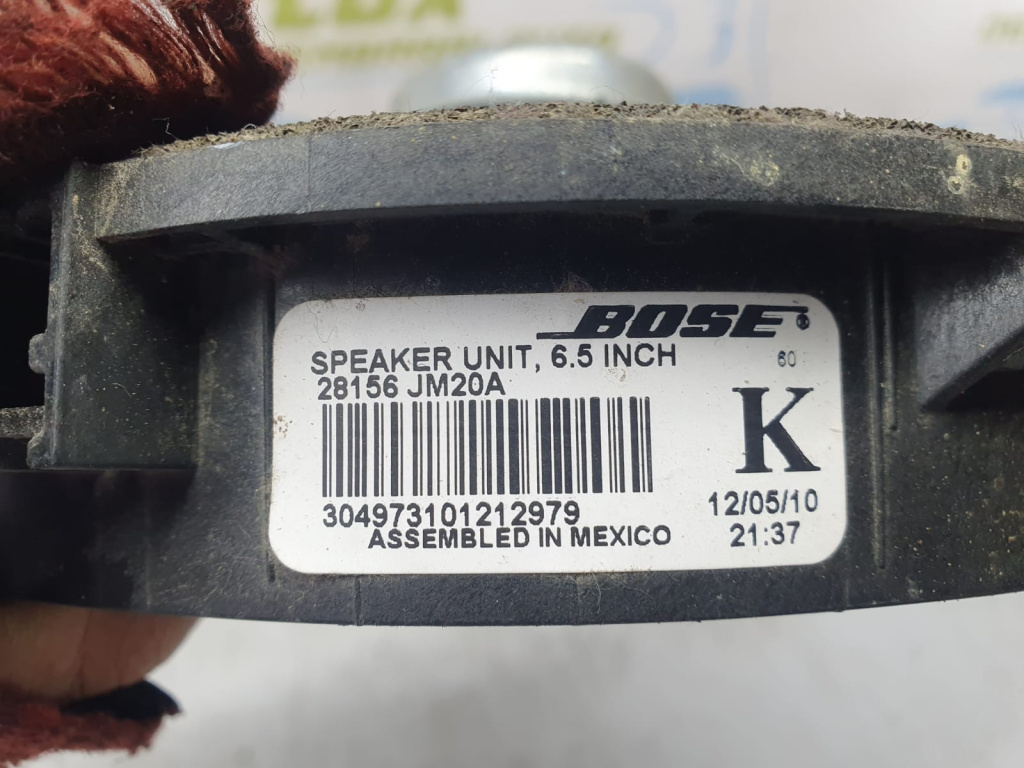 BOSE®
SPEAKER UNIT, 6.5 INCH
60
28156 JM20A
K
304973101212979
12/05/10
ASSEMBLED IN MEXICO
21:37